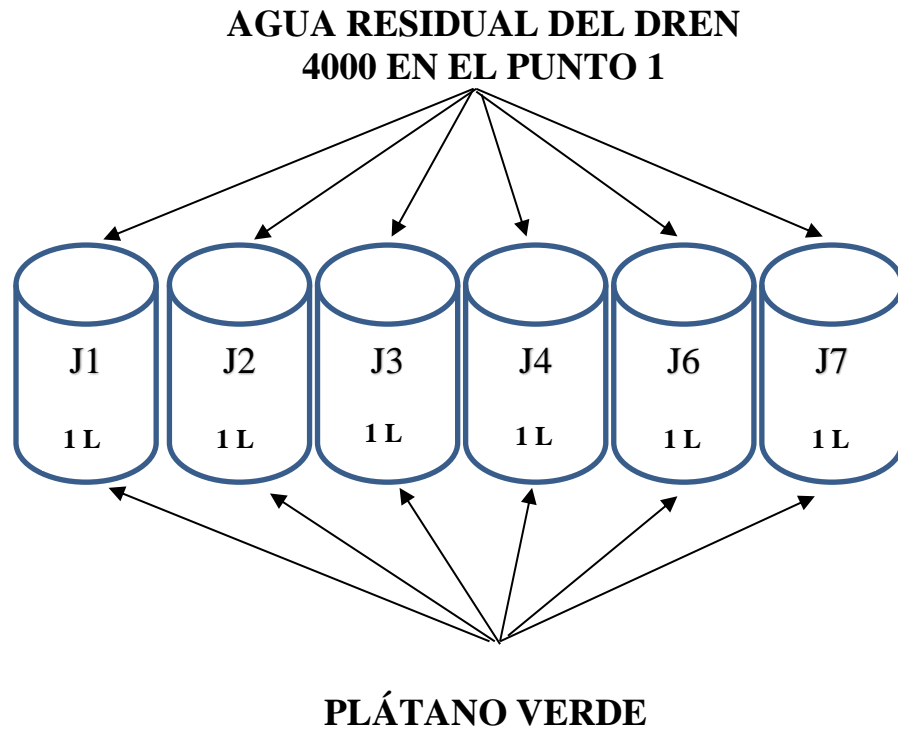 AGUA RESIDUAL DEL DREN
4000 EN EL PUNTO 1
J1 J2 J3 J4 J6 J7
1 L 1 L 1 L 1 L 1 L 1 L
PLÁTANO VERDE